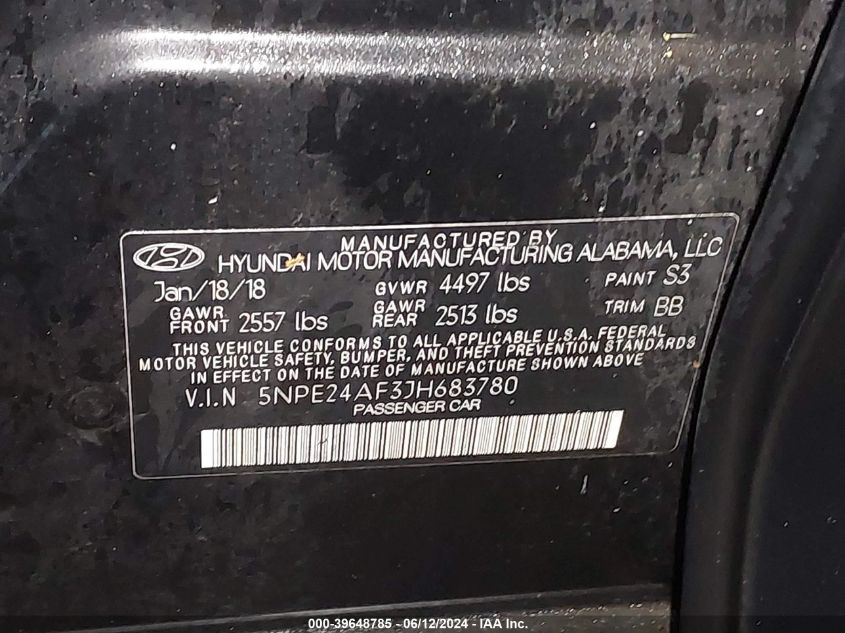 MANUFACTURED BY
HYUNDAI MOTOR MANUFACTURING ALABAMA, LLC
Jan/18/18 GVWR 4497 lbs PAINT S3
GAWR FRONT 2557 lbs GAWR REAR 2513 lbs TRIM BB
THIS VEHICLE CONFORMS TO ALL APPLICABLE U.S.A. FEDERAL
MOTOR VEHICLE SAFETY, BUMPER, AND THEFT PREVENTION STANDARDS
IN EFFECT ON THE DATE OF MANUFACTURE SHOWN ABOVE
V.I.N 5NPE24AF3JH683780
PASSENGER CAR
000-39648785 - 06/12/2024 - IAA Inc.